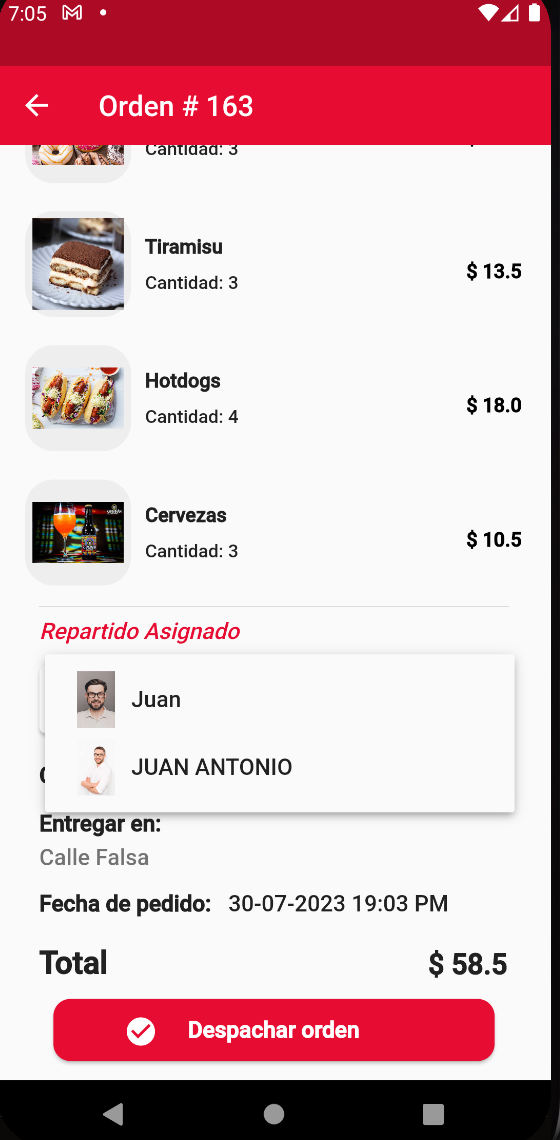 7:05
Orden # 163
Cantidad: 3
Tiramisu
Cantidad: 3
$ 13.5
Hotdogs
Cantidad: 4
$ 18.0
Cervezas
Cantidad: 3
$ 10.5
Repartido Asignado
Juan
JUAN ANTONIO
Entregar en:
Calle Falsa
Fecha de pedido: 30-07-2023 19:03 PM
Total $ 58.5
Despachar orden